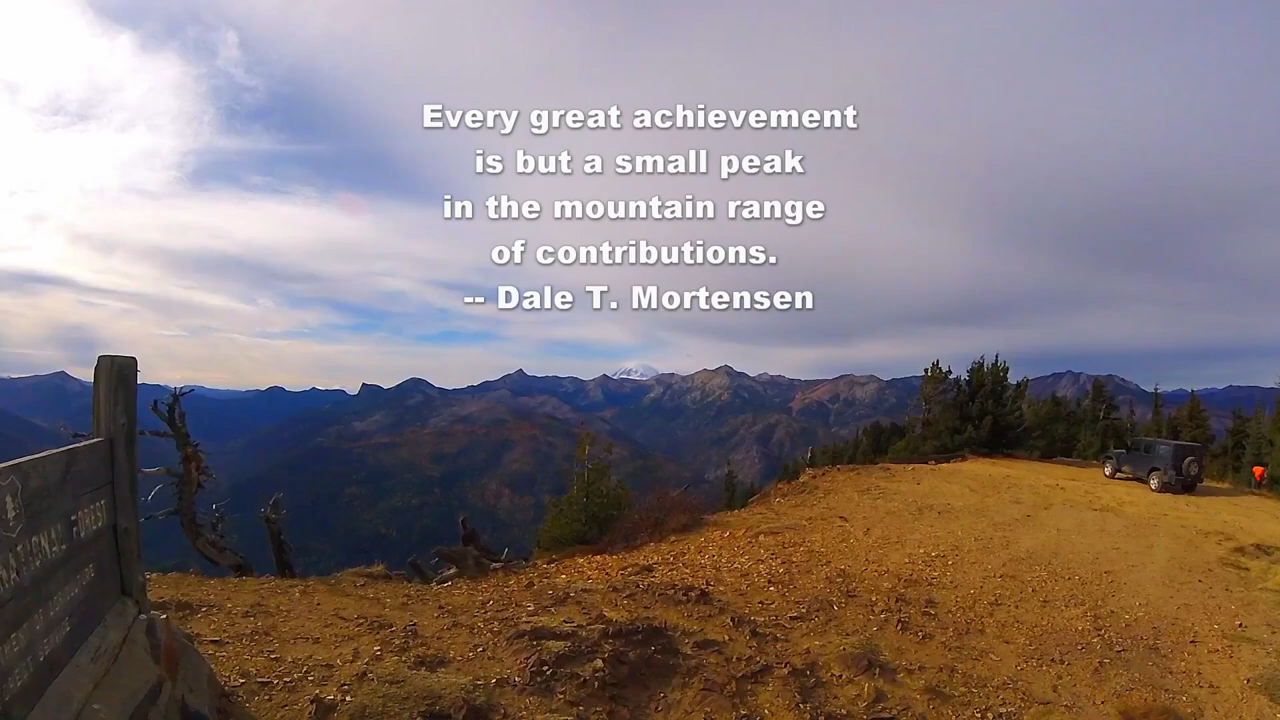 Every great achievement
is but a small peak
in the mountain range
of contributions.
-- Dale T. Mortensen
NATIONAL FOREST